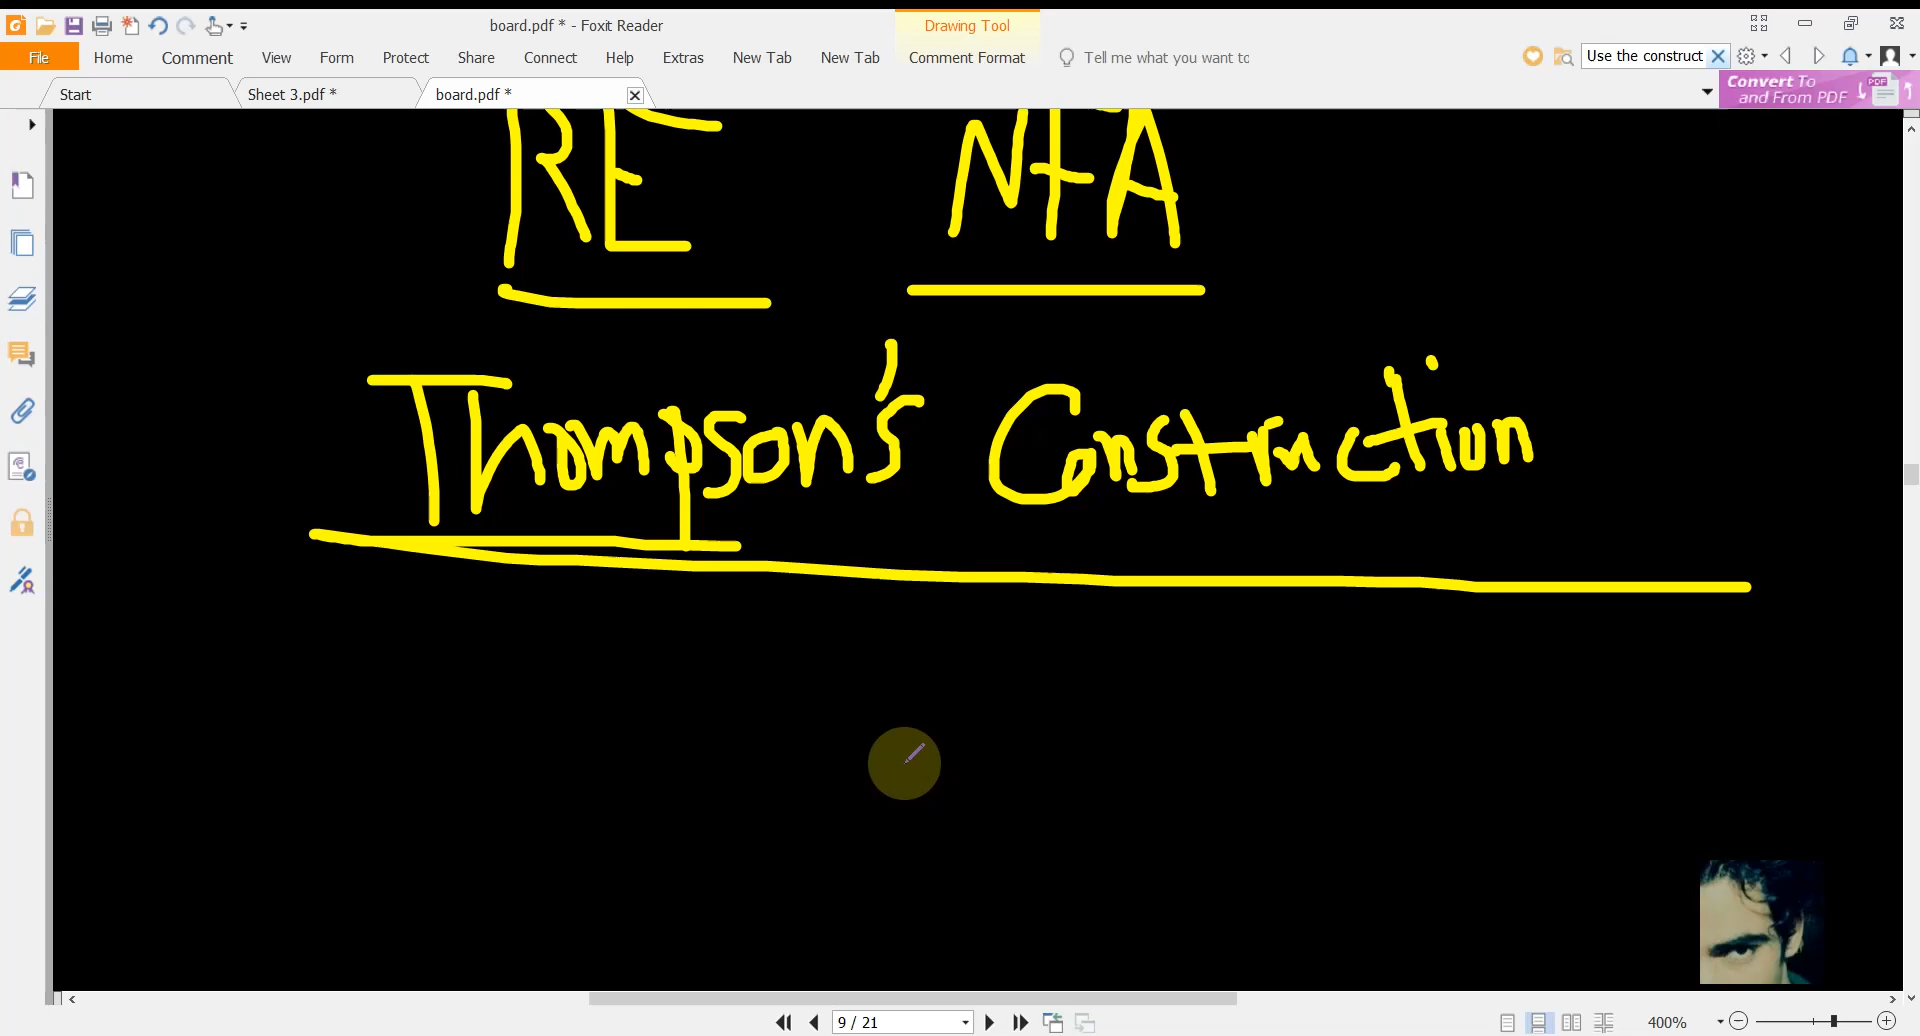 board.pdf * - Foxit Reader
Drawing Tool
File Home Comment View Form Protect Share Connect Help Extras New Tab New Tab Comment Format Tell me what you want to Use the construct
Start Sheet 3.pdf * board.pdf *
Convert To
and From PDF
PDF
RE NFA
Thompson's Construction
9 / 21
400%